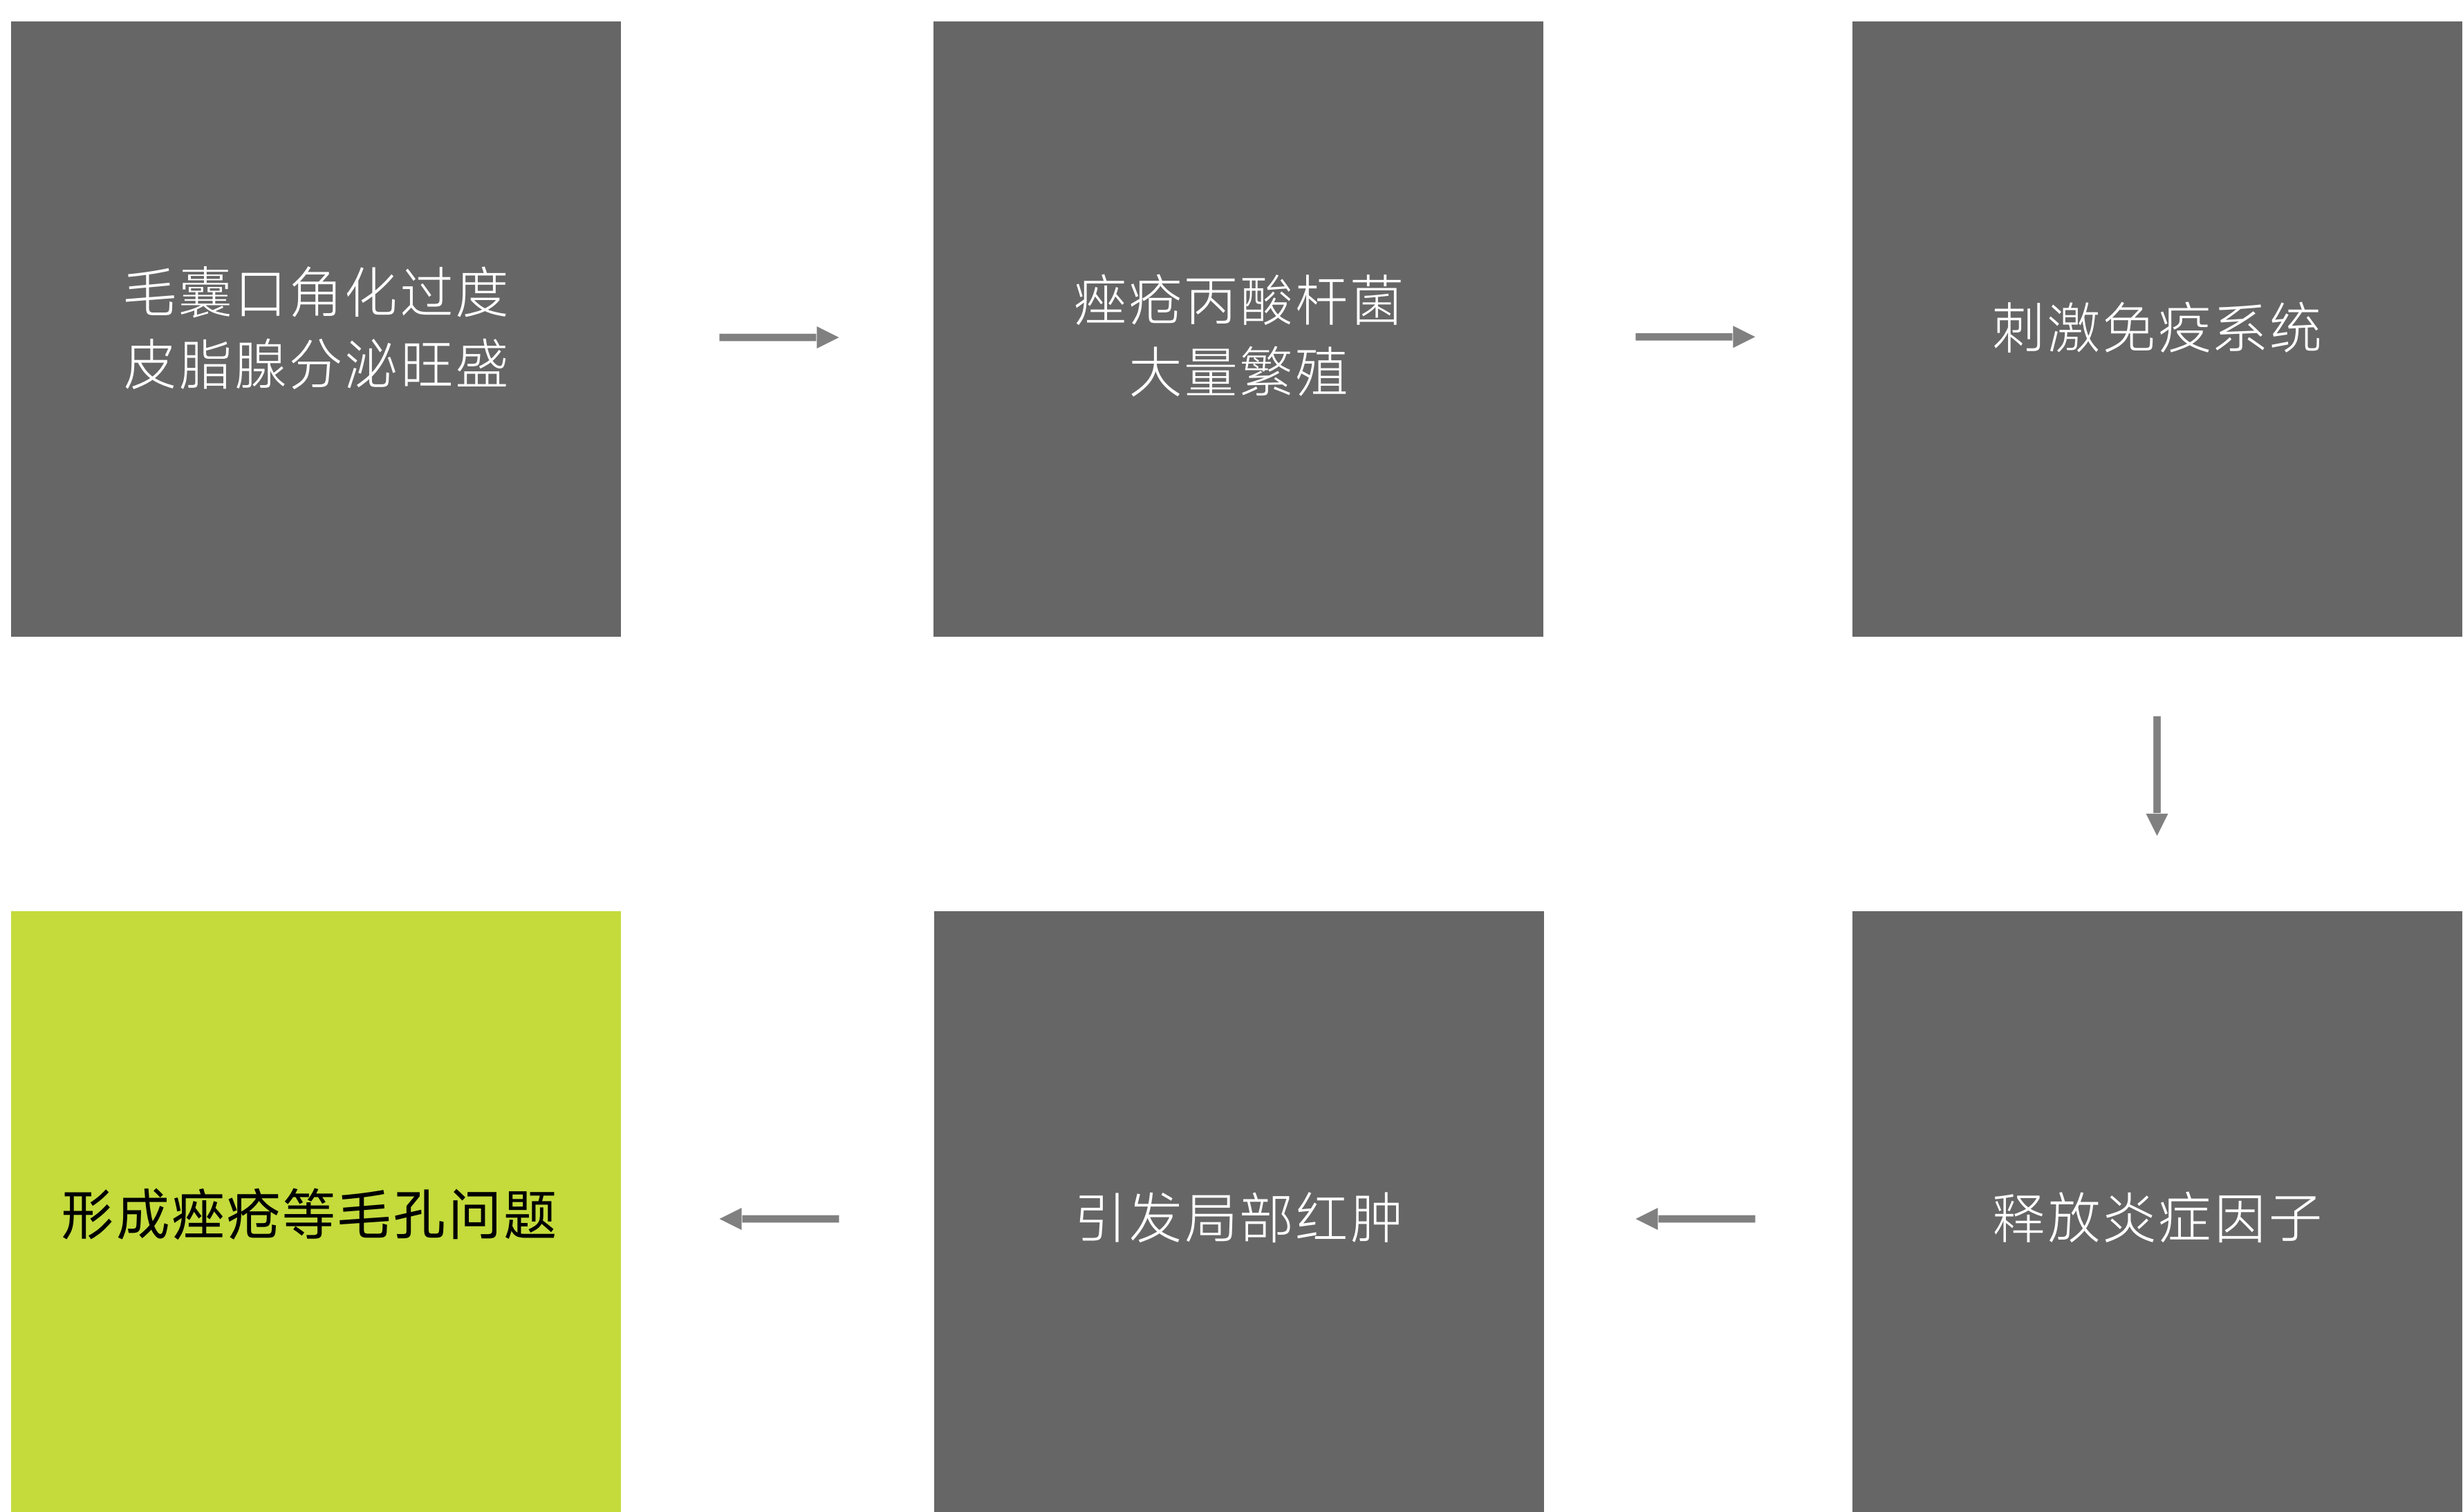 毛囊口角化过度
皮脂腺分泌旺盛
痤疮丙酸杆菌
大量繁殖
刺激免疫系统
释放炎症因子
引发局部红肿
形成痤疮等毛孔问题